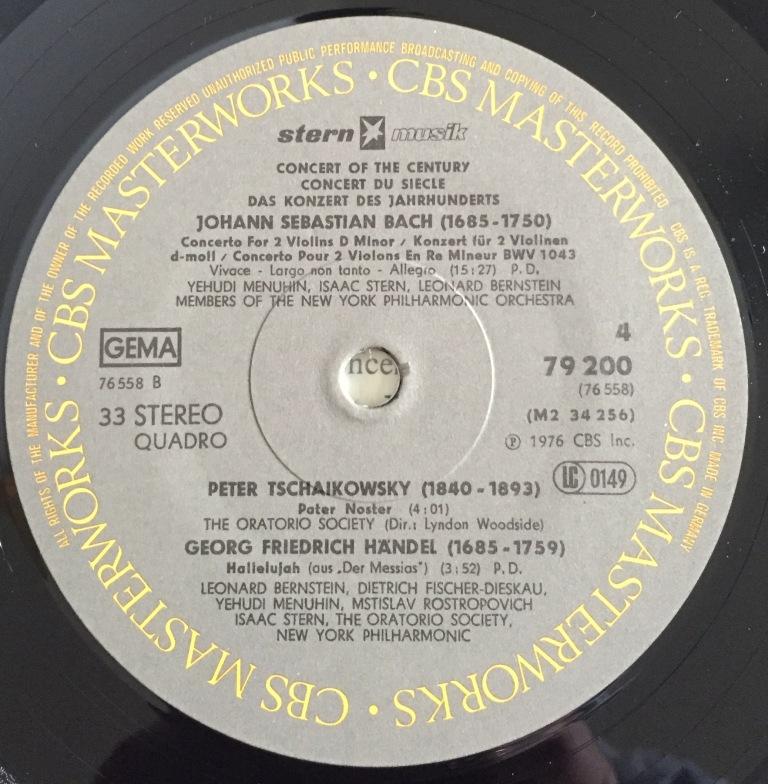 ALL RIGHTS OF THE MANUFACTURER AND OF THE OWNER OF THE RECORDED WORK RESERVED UNAUTHORIZED PUBLIC PERFORMANCE BROADCASTING AND COPYING OF THIS RECORD PROHIBITED CBS IS A REG. TRADEMARK OF CBS INC. MADE IN GERMANY
CBS MASTERWORKS · CBS MASTERWORKS · CBS MASTERWORKS · CBS MASTERWORKS ·
stern musik
CONCERT OF THE CENTURY
CONCERT DU SIECLE
DAS KONZERT DES JAHRHUNDERTS
JOHANN SEBASTIAN BACH (1685-1750)
Concerto For 2 Violins D Minor / Konzert für 2 Violinen
d-moll / Concerto Pour 2 Violons En Re Mineur BWV 1043
Vivace - Largo non tanto - Allegro (15:27) P. D.
YEHUDI MENUHIN, ISAAC STERN, LEONARD BERNSTEIN
MEMBERS OF THE NEW YORK PHILHARMONIC ORCHESTRA
GEMA
76558 B
33 STEREO
QUADRO
4
79 200
(76 558)
(M2 34 256)
℗ 1976 CBS Inc.
LC 0149
nce
PETER TSCHAIKOWSKY (1840-1893)
Pater Noster (4:01)
THE ORATORIO SOCIETY (Dir.: Lyndon Woodside)
GEORG FRIEDRICH HÄNDEL (1685-1759)
Hallelujah (aus „Der Messias") (3:52) P. D.
LEONARD BERNSTEIN, DIETRICH FISCHER-DIESKAU,
YEHUDI MENUHIN, MSTISLAV ROSTROPOVICH
ISAAC STERN, THE ORATORIO SOCIETY,
NEW YORK PHILHARMONIC